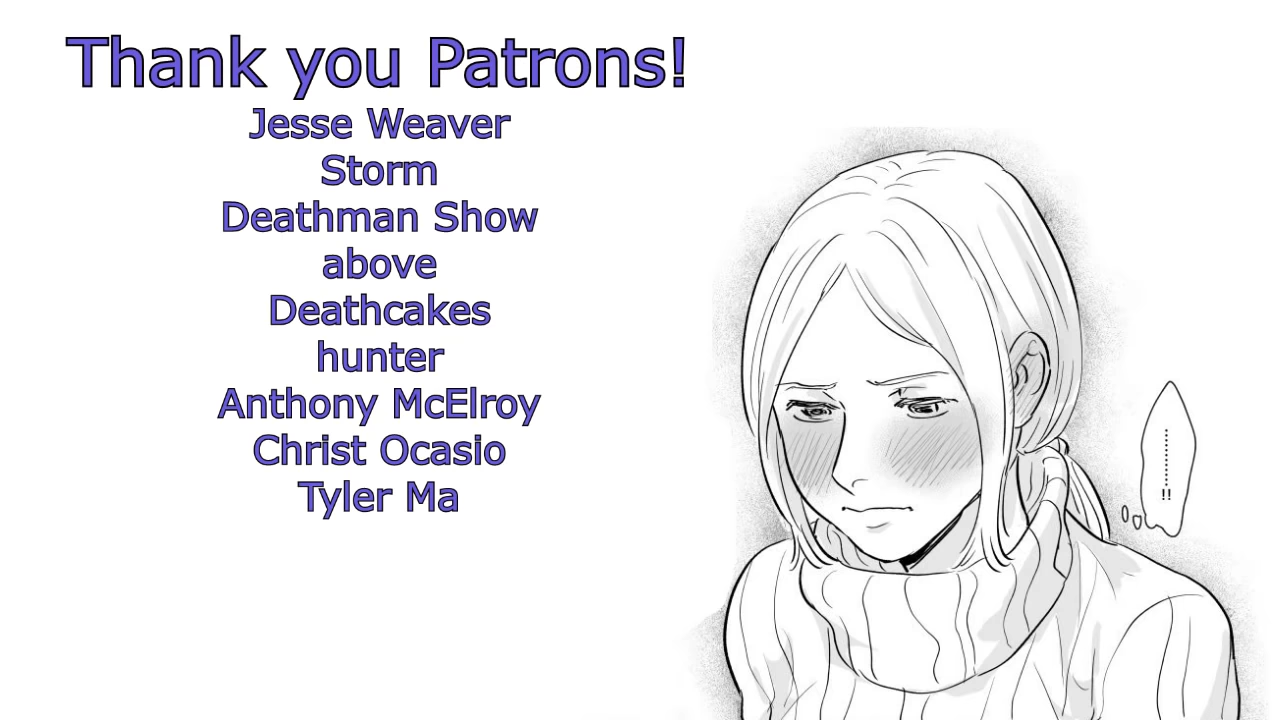 Thank you Patrons!
Jesse Weaver
Storm
Deathman Show
above
Deathcakes
hunter
Anthony McElroy
Christ Ocasio
Tyler Ma
...........!!